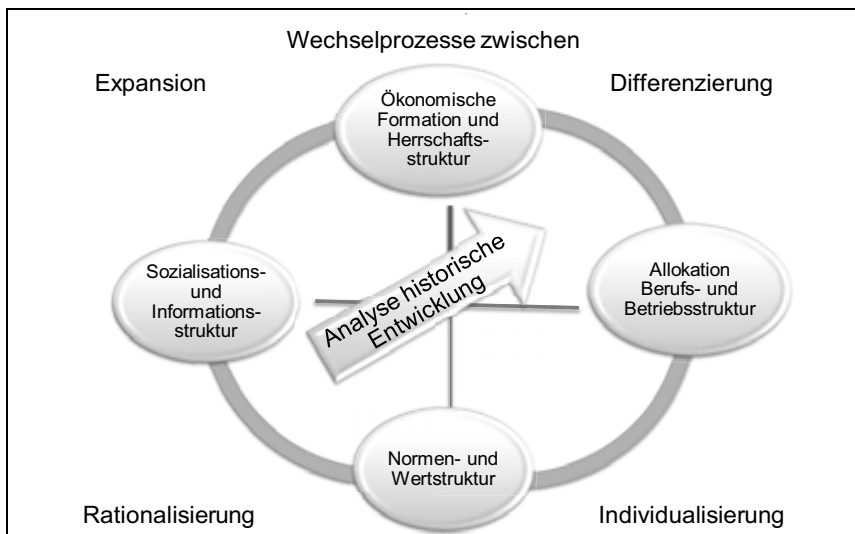 Wechselprozesse zwischen
Expansion
Differenzierung
Ökonomische
Formation und
Herrschafts-
struktur
Sozialisations-
und
Informations-
struktur
Analyse historische
Entwicklung
Allokation
Berufs- und
Betriebsstruktur
Normen- und
Wertstruktur
Rationalisierung
Individualisierung